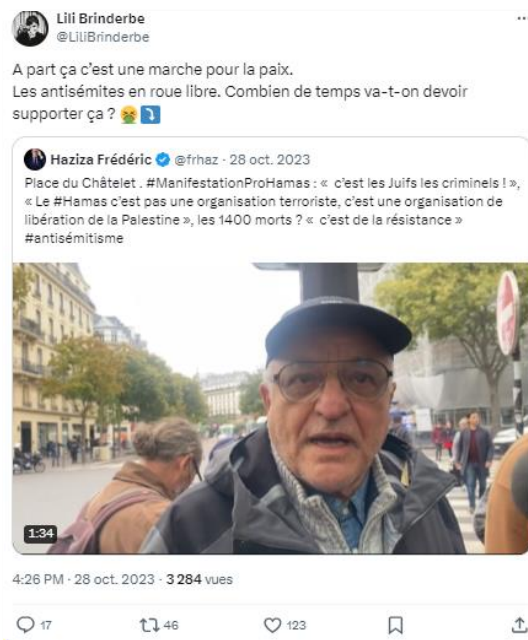 Lili Brinderbe
@LiliBrinderbe
A part ça c’est une marche pour la paix.
Les antisémites en roue libre. Combien de temps va-t-on devoir
supporter ça ? 🤮 ⤵️
Haziza Frédéric @frhaz · 28 oct. 2023
Place du Châtelet . #ManifestationProHamas : « c’est les Juifs les criminels ! »,
« Le #Hamas c’est pas une organisation terroriste, c’est une organisation de
libération de la Palestine », les 1400 morts ? « c’est de la résistance »
#antisémitisme
1:34
4:26 PM · 28 oct. 2023 · 3 284 vues
17 46 123